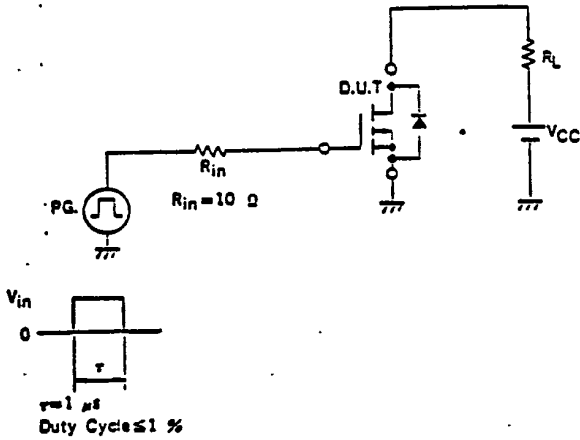 D.U.T
RL
VCC
Rin
Rin=10 Ω
PG.
Vin
0
τ
τ=1 μs
Duty Cycle≤1 %